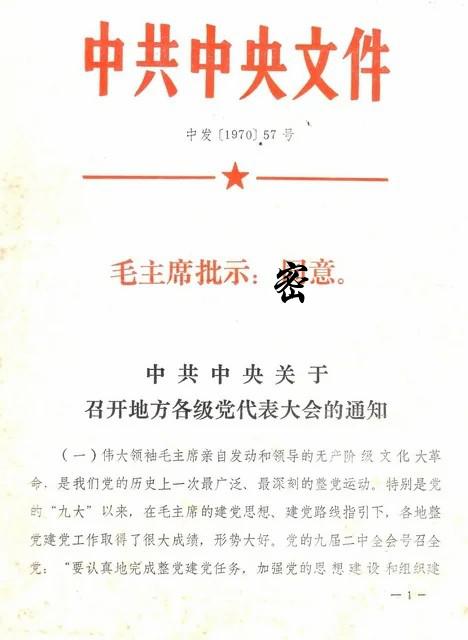 中共中央文件
中发〔1970〕57号
毛主席批示：密意。
中共中央关于
召开地方各级党代表大会的通知
（一）伟大领袖毛主席亲自发动和领导的无产阶级文化大革
命，是我们党的历史上一次最广泛、最深刻的整党运动。特别是党
的“九大”以来，在毛主席的建党思想、建党路线指引下，各地整
党建党工作取得了很大成绩，形势大好。党的九届二中全会号召全
党：“要认真地完成整党建党任务，加强党的思想建设和组织建
—1—